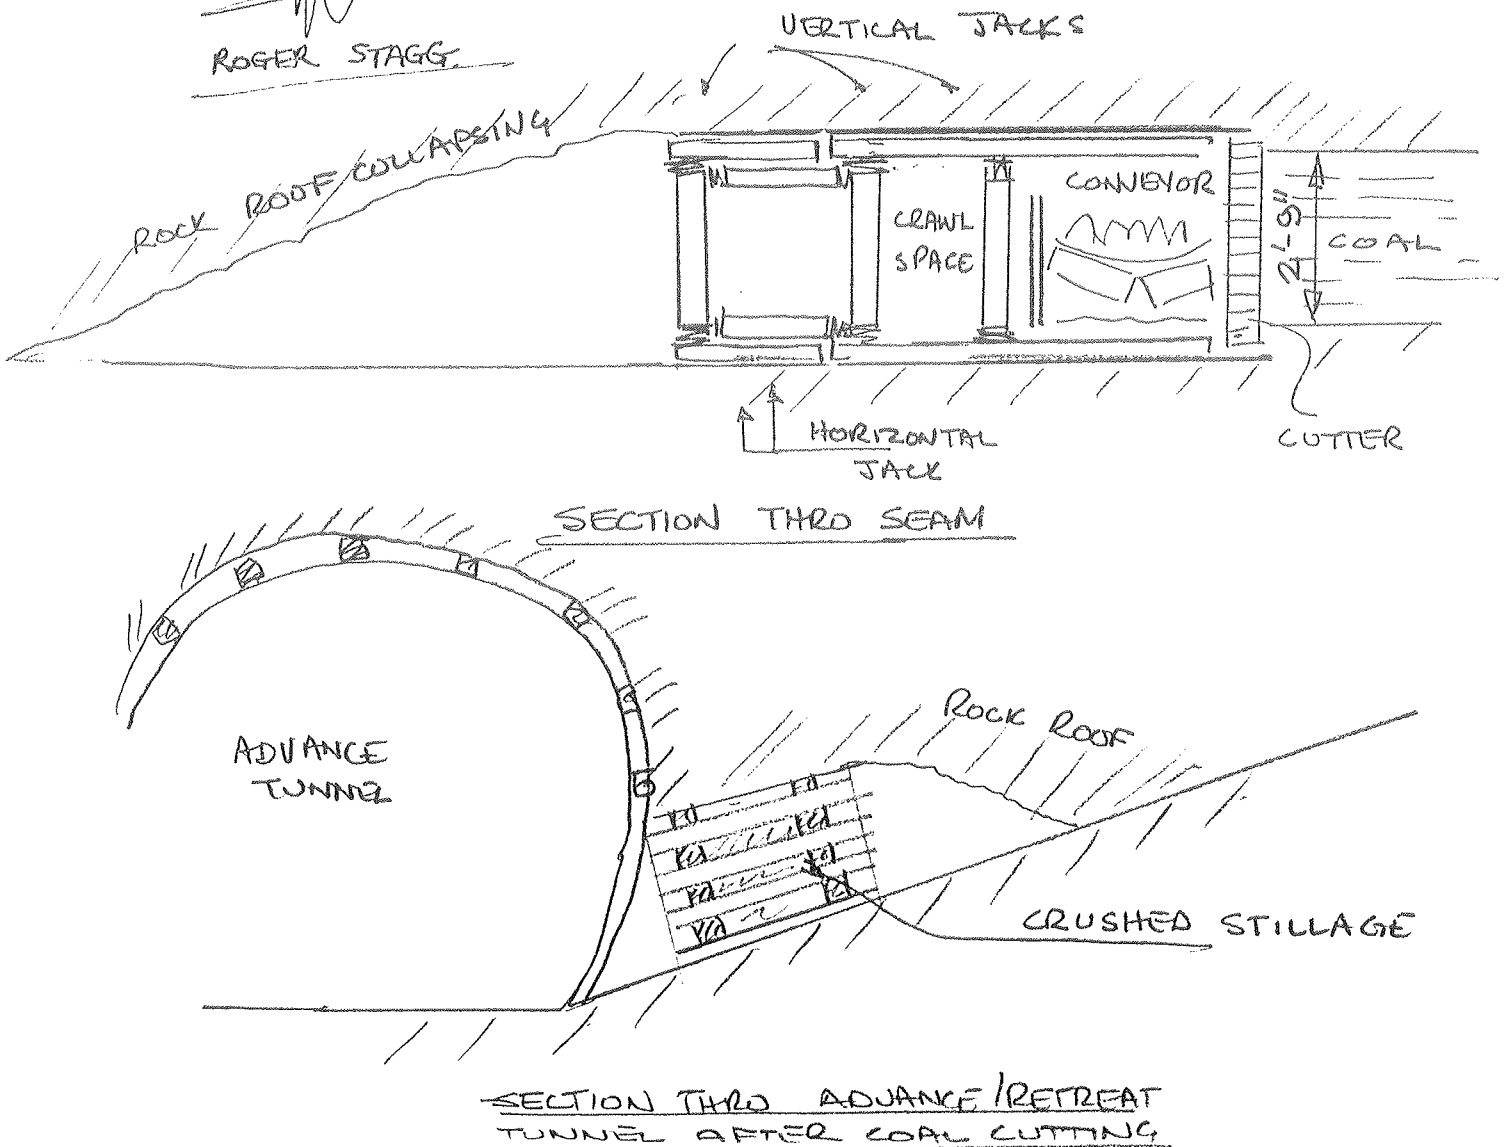 ROGER STAGG.
VERTICAL JACKS
ROCK ROOF COLLAPSING
CONVEYOR
CRAWL
SPACE
2'-9"
COAL
HORIZONTAL
JACK
CUTTER
SECTION THRO SEAM
ADVANCE
TUNNEL
ROCK ROOF
CRUSHED STILLAGE
SECTION THRO ADVANCE/RETREAT
TUNNEL AFTER COAL CUTTING